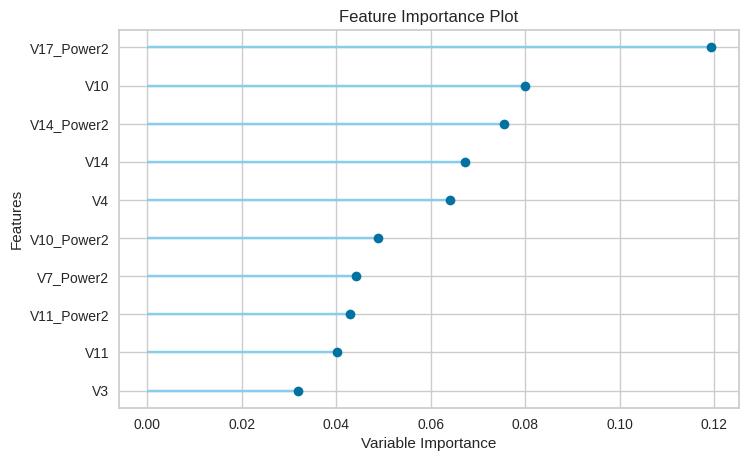 Feature Importance Plot
V17_Power2
V10
V14_Power2
V14
V4
V10_Power2
V7_Power2
V11_Power2
V11
V3
Features
0.00 0.02 0.04 0.06 0.08 0.10 0.12
Variable Importance